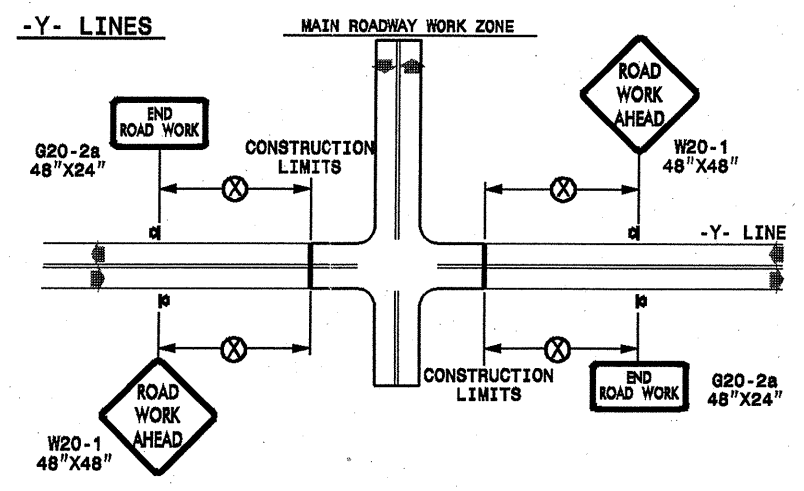 -Y- LINES
MAIN ROADWAY WORK ZONE
END
ROAD WORK
G20-2a
48"X24"
CONSTRUCTION
LIMITS
X
X
ROAD
WORK
AHEAD
W20-1
48"X48"
-Y- LINE
X
X
ROAD
WORK
AHEAD
W20-1
48"X48"
CONSTRUCTION
LIMITS
END
ROAD WORK
G20-2a
48"X24"